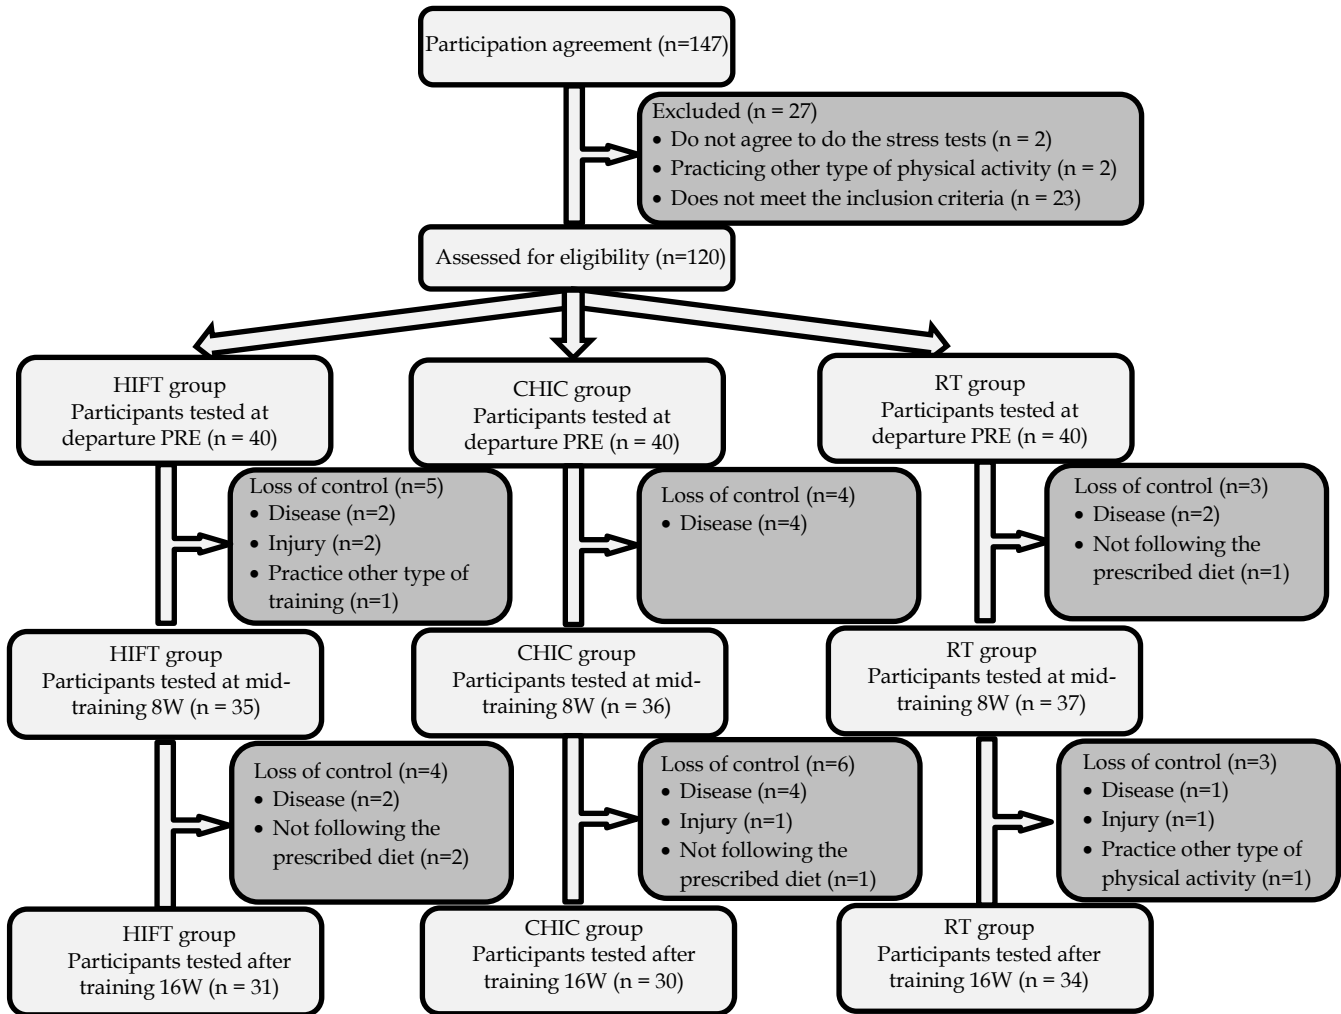 Participation agreement (n=147)
Excluded (n = 27)
• Do not agree to do the stress tests (n = 2)
• Practicing other type of physical activity (n = 2)
• Does not meet the inclusion criteria (n = 23)
Assessed for eligibility (n=120)
HIFT group
Participants tested at
departure PRE (n = 40)
CHIC group
Participants tested at
departure PRE (n = 40)
RT group
Participants tested at
departure PRE (n = 40)
Loss of control (n=5)
• Disease (n=2)
• Injury (n=2)
• Practice other type of
training (n=1)
Loss of control (n=4)
• Disease (n=4)
Loss of control (n=3)
• Disease (n=2)
• Not following the
prescribed diet (n=1)
HIFT group
Participants tested at mid-
training 8W (n = 35)
CHIC group
Participants tested at mid-
training 8W (n = 36)
RT group
Participants tested at mid-
training 8W (n = 37)
Loss of control (n=4)
• Disease (n=2)
• Not following the
prescribed diet (n=2)
Loss of control (n=6)
• Disease (n=4)
• Injury (n=1)
• Not following the
prescribed diet (n=1)
Loss of control (n=3)
• Disease (n=1)
• Injury (n=1)
• Practice other type of
physical activity (n=1)
HIFT group
Participants tested after
training 16W (n = 31)
CHIC group
Participants tested after
training 16W (n = 30)
RT group
Participants tested after
training 16W (n = 34)